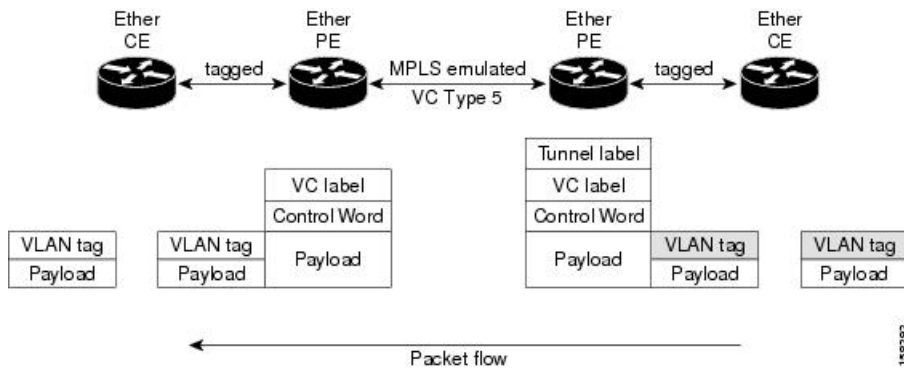 Ether
CE
Ether
PE
Ether
PE
Ether
CE
tagged
MPLS emulated
VC Type 5
tagged
Tunnel label
VC label
VC label
Control Word
Control Word
VLAN tag
VLAN tag
Payload
Payload
VLAN tag
VLAN tag
Payload
Payload
Payload
Payload
Packet flow